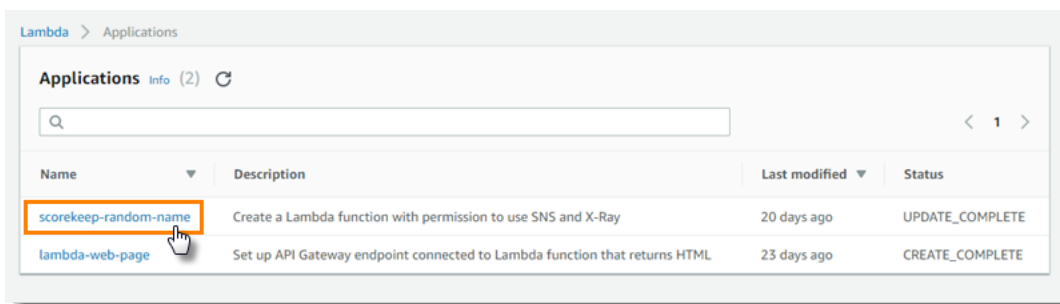 Lambda > Applications
Applications Info (2)
< 1 >
Name Description Last modified Status
scorekeep-random-name Create a Lambda function with permission to use SNS and X-Ray 20 days ago UPDATE_COMPLETE
lambda-web-page Set up API Gateway endpoint connected to Lambda function that returns HTML 23 days ago CREATE_COMPLETE